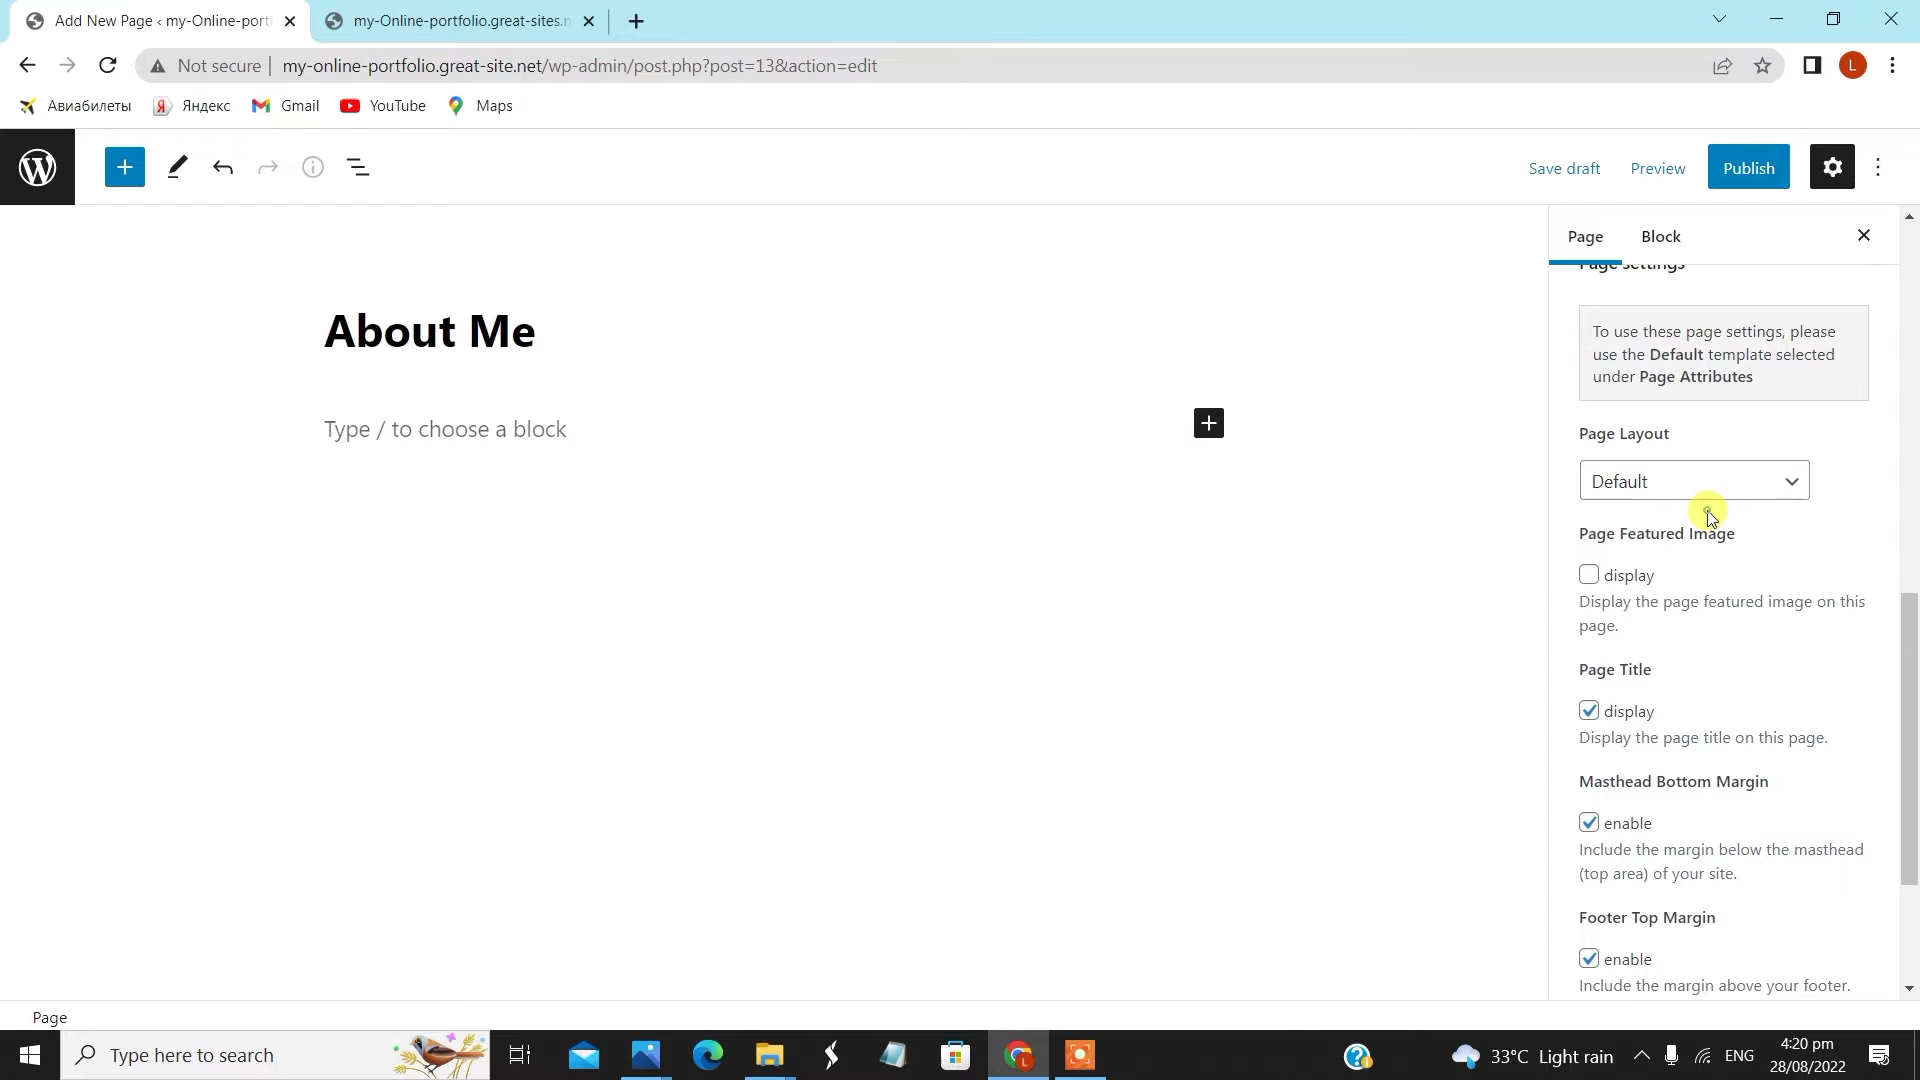 Add New Page ‹ my-Online-port
my-Online-portfolio.great-sites.n
Not secure
my-online-portfolio.great-site.net/wp-admin/post.php?post=13&action=edit
L
Авиабилеты
Яндекс
Gmail
YouTube
Maps
Save draft
Preview
Publish
Page
Block
Page settings
About Me
To use these page settings, please
use the Default template selected
under Page Attributes
Type / to choose a block
Page Layout
Default
Page Featured Image
display
Display the page featured image on this
page.
Page Title
display
Display the page title on this page.
Masthead Bottom Margin
enable
Include the margin below the masthead
(top area) of your site.
Footer Top Margin
enable
Include the margin above your footer.
Page
Type here to search
33°C Light rain
ENG
4:20 pm
28/08/2022